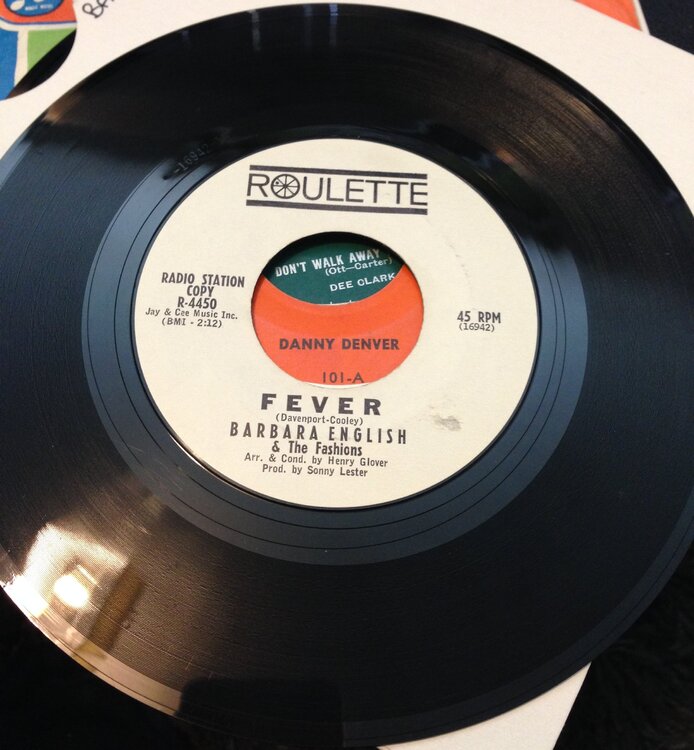 ROULETTE
RADIO STATION
COPY
R-4450
Jay & Cee Music Inc.
(BMI - 2:12)
45 RPM
(16942)
DON'T WALK AWAY
(Ott—Carter)
DEE CLARK
DANNY DENVER
101-A
FEVER
(Davenport-Cooley)
BARBARA ENGLISH
& The Fashions
Arr. & Cond. by Henry Glover
Prod. by Sonny Lester